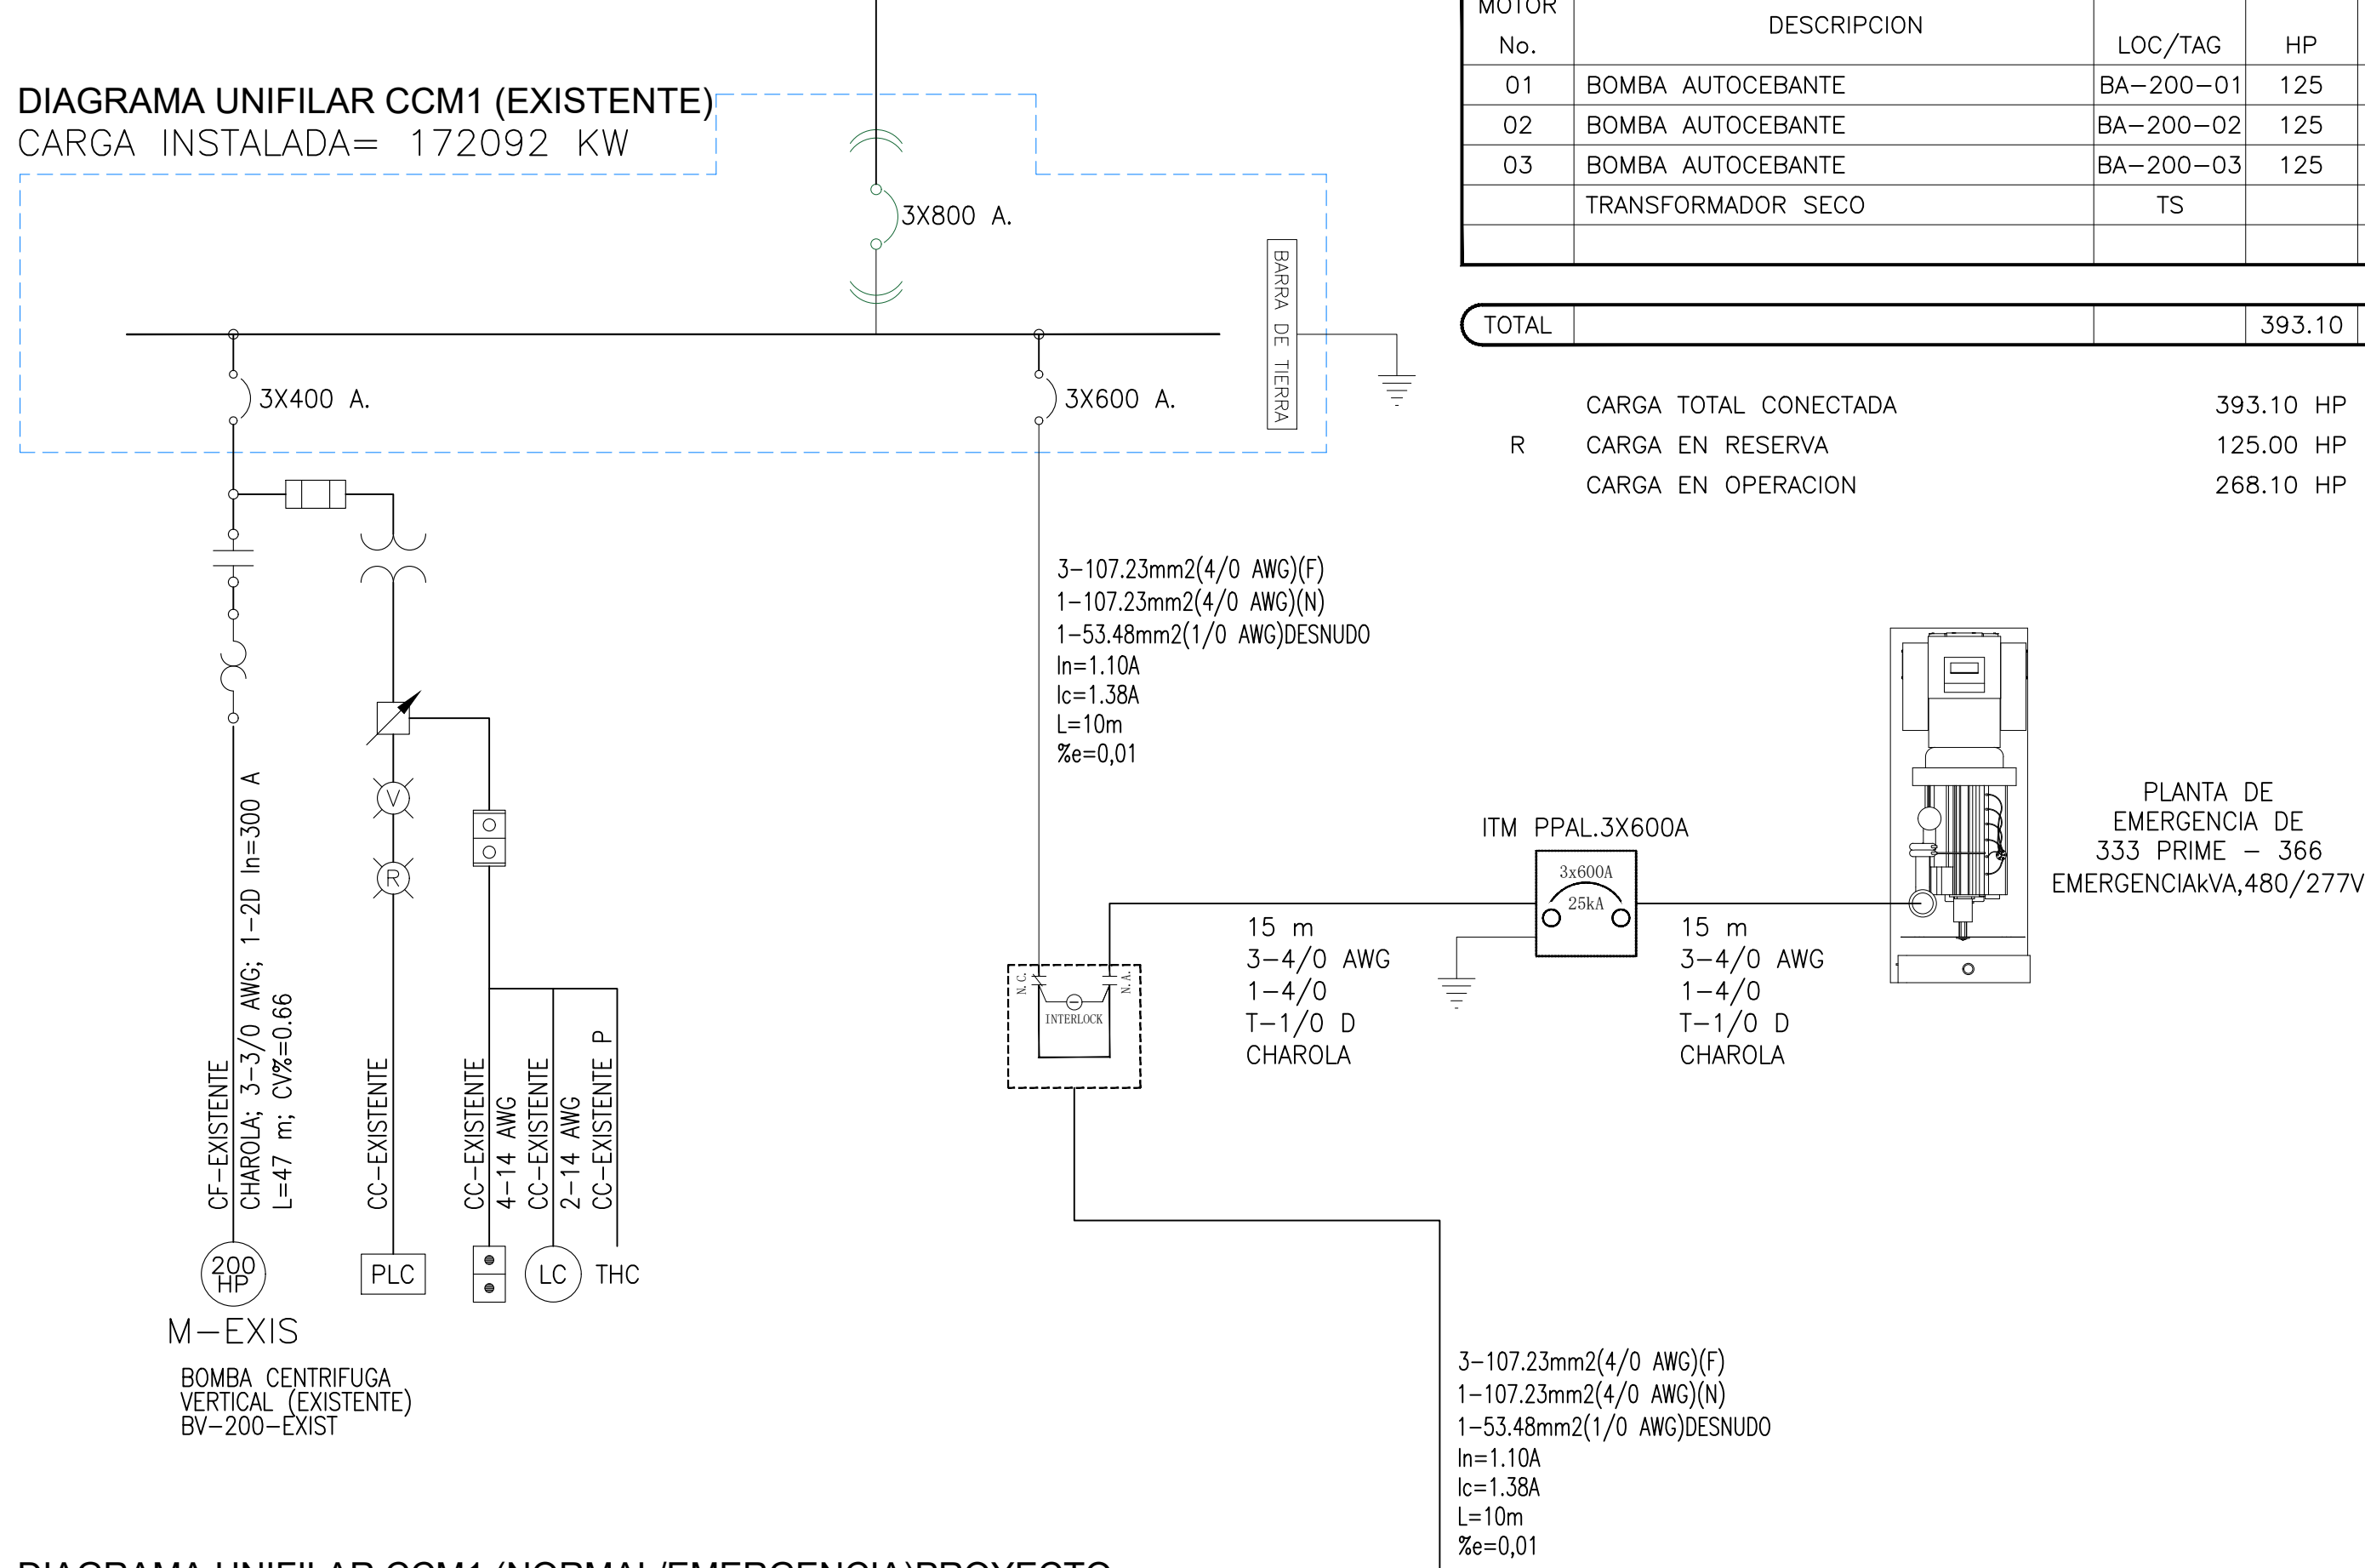 DIAGRAMA UNIFILAR CCM1 (EXISTENTE)
CARGA INSTALADA= 172092 KW
3X800 A.
BARRA DE TIERRA
3X400 A.
3X600 A.
MOTOR No. DESCRIPCION LOC/TAG HP
01 BOMBA AUTOCEBANTE BA-200-01 125
02 BOMBA AUTOCEBANTE BA-200-02 125
03 BOMBA AUTOCEBANTE BA-200-03 125
TRANSFORMADOR SECO TS
TOTAL 393.10
CARGA TOTAL CONECTADA 393.10 HP
R CARGA EN RESERVA 125.00 HP
CARGA EN OPERACION 268.10 HP
3-107.23mm2(4/0 AWG)(F)
1-107.23mm2(4/0 AWG)(N)
1-53.48mm2(1/0 AWG)DESNUDO
In=1.10A
Ic=1.38A
L=10m
%e=0,01
V
R
CF-EXISTENTE
CHAROLA; 3-3/0 AWG; 1-2D In=300 A
L=47 m; CV%=0.66
CC-EXISTENTE
CC-EXISTENTE
4-14 AWG
CC-EXISTENTE
2-14 AWG
CC-EXISTENTE P
200
HP
PLC
LC
THC
M-EXIS
BOMBA CENTRIFUGA
VERTICAL (EXISTENTE)
BV-200-EXIST
N.C.
N.A.
INTERLOCK
ITM PPAL.3X600A
3x600A
25kA
15 m
3-4/0 AWG
1-4/0
T-1/0 D
CHAROLA
15 m
3-4/0 AWG
1-4/0
T-1/0 D
CHAROLA
PLANTA DE
EMERGENCIA DE
333 PRIME - 366
EMERGENCIAkVA,480/277V
3-107.23mm2(4/0 AWG)(F)
1-107.23mm2(4/0 AWG)(N)
1-53.48mm2(1/0 AWG)DESNUDO
In=1.10A
Ic=1.38A
L=10m
%e=0,01
DIAGRAMA UNIFILAR CCM1 (NORMAL/EMERGENCIA)PROYECTO